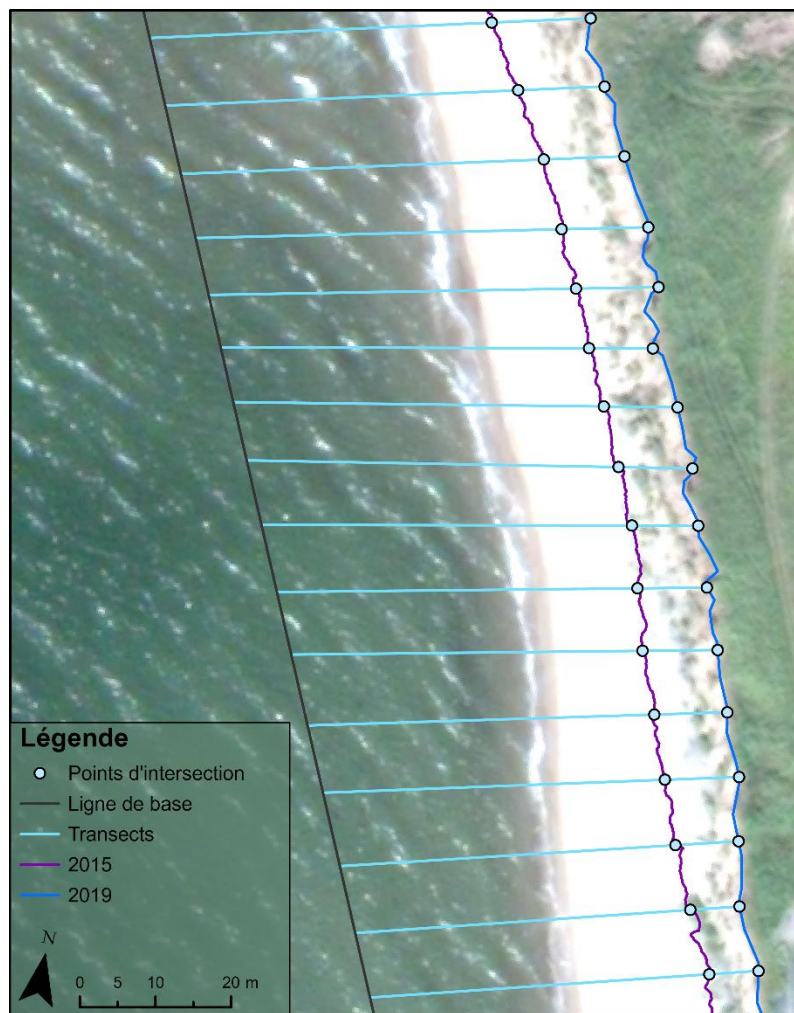 Légende
Points d'intersection
Ligne de base
Transects
2015
2019
N
0 5 10 20 m